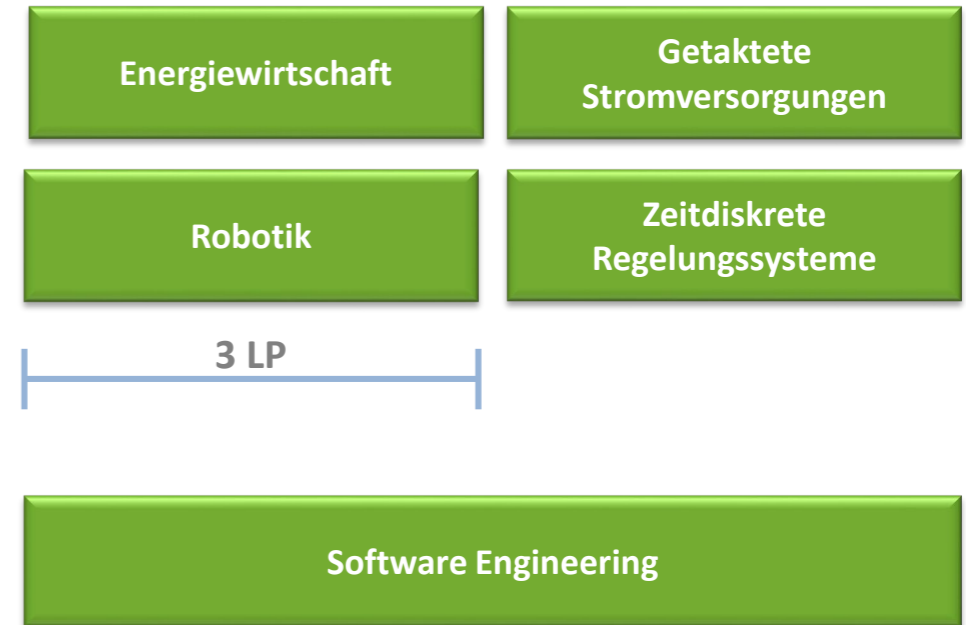 Energiewirtschaft
Getaktete
Stromversorgungen
Robotik
Zeitdiskrete
Regelungssysteme
3 LP
Software Engineering